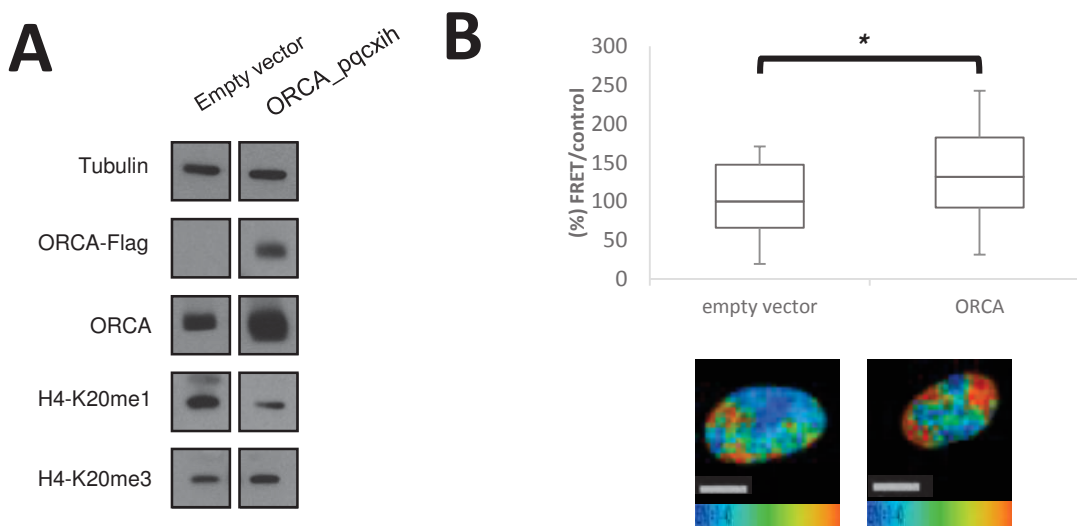 A
Empty vector
ORCA_pqcxih
Tubulin
ORCA-Flag
ORCA
H4-K20me1
H4-K20me3
B
(%) FRET/control
300
250
200
150
100
50
0
*
empty vector
ORCA